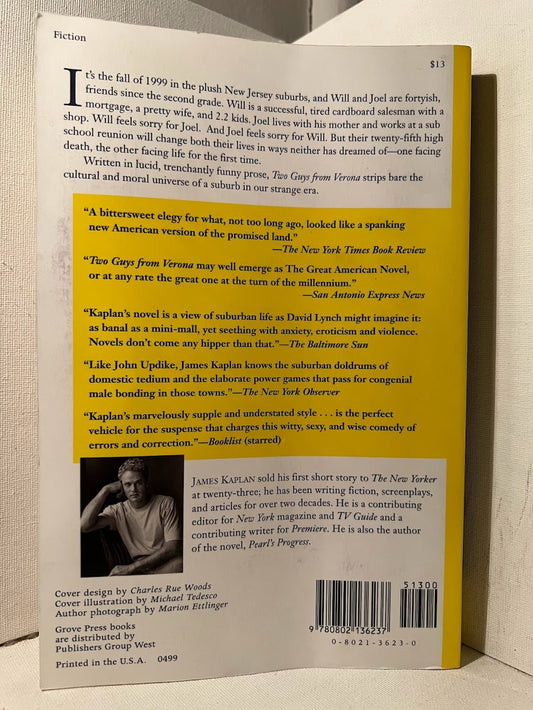 Fiction
$13
It's the fall of 1999 in the plush New Jersey suburbs, and Will and Joel are fortyish,
friends since the second grade. Will is a successful, tired cardboard salesman with a
mortgage, a pretty wife, and 2.2 kids. Joel lives with his mother and works at a sub
shop. Will feels sorry for Joel. And Joel feels sorry for Will. But their twenty-fifth high
school reunion will change both their lives in ways neither has dreamed of—one facing
death, the other facing life for the first time.
Written in lucid, trenchantly funny prose, Two Guys from Verona strips bare the
cultural and moral universe of a suburb in our strange era.
“A bittersweet elegy for what, not too long ago, looked like a spanking
new American version of the promised land.”
—The New York Times Book Review
“Two Guys from Verona may well emerge as The Great American Novel,
or at any rate the great one at the turn of the millennium.”
—San Antonio Express News
“Kaplan's novel is a view of suburban life as David Lynch might imagine it:
as banal as a mini-mall, yet seething with anxiety, eroticism and violence.
Novels don't come any hipper than that.”—The Baltimore Sun
“Like John Updike, James Kaplan knows the suburban doldrums of
domestic tedium and the elaborate power games that pass for congenial
male bonding in those towns.”—The New York Observer
“Kaplan's marvelously supple and understated style . . . is the perfect
vehicle for the suspense that charges this witty, sexy, and wise comedy of
errors and correction.”—Booklist (starred)
JAMES KAPLAN sold his first short story to The New Yorker
at twenty-three; he has been writing fiction, screenplays,
and articles for over two decades. He is a contributing
editor for New York magazine and TV Guide and a
contributing writer for Premiere. He is also the author
of the novel, Pearl's Progress.
Cover design by Charles Rue Woods
Cover illustration by Michael Tedesco
Author photograph by Marion Ettlinger
Grove Press books
are distributed by
Publishers Group West
Printed in the U.S.A. 0499
51300
9 780802 136237
0-8021-3623-0